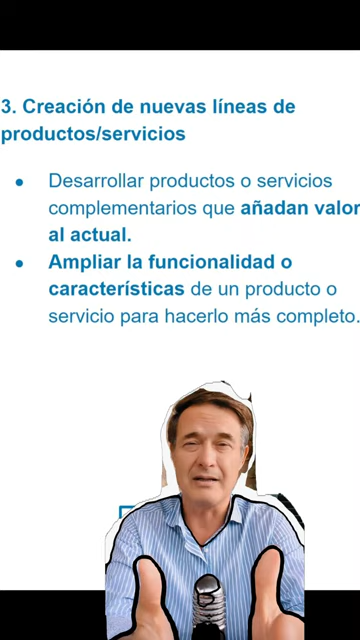 3. Creación de nuevas líneas de
productos/servicios
● Desarrollar productos o servicios
complementarios que añadan valor
al actual.
● Ampliar la funcionalidad o
características de un producto o
servicio para hacerlo más completo.